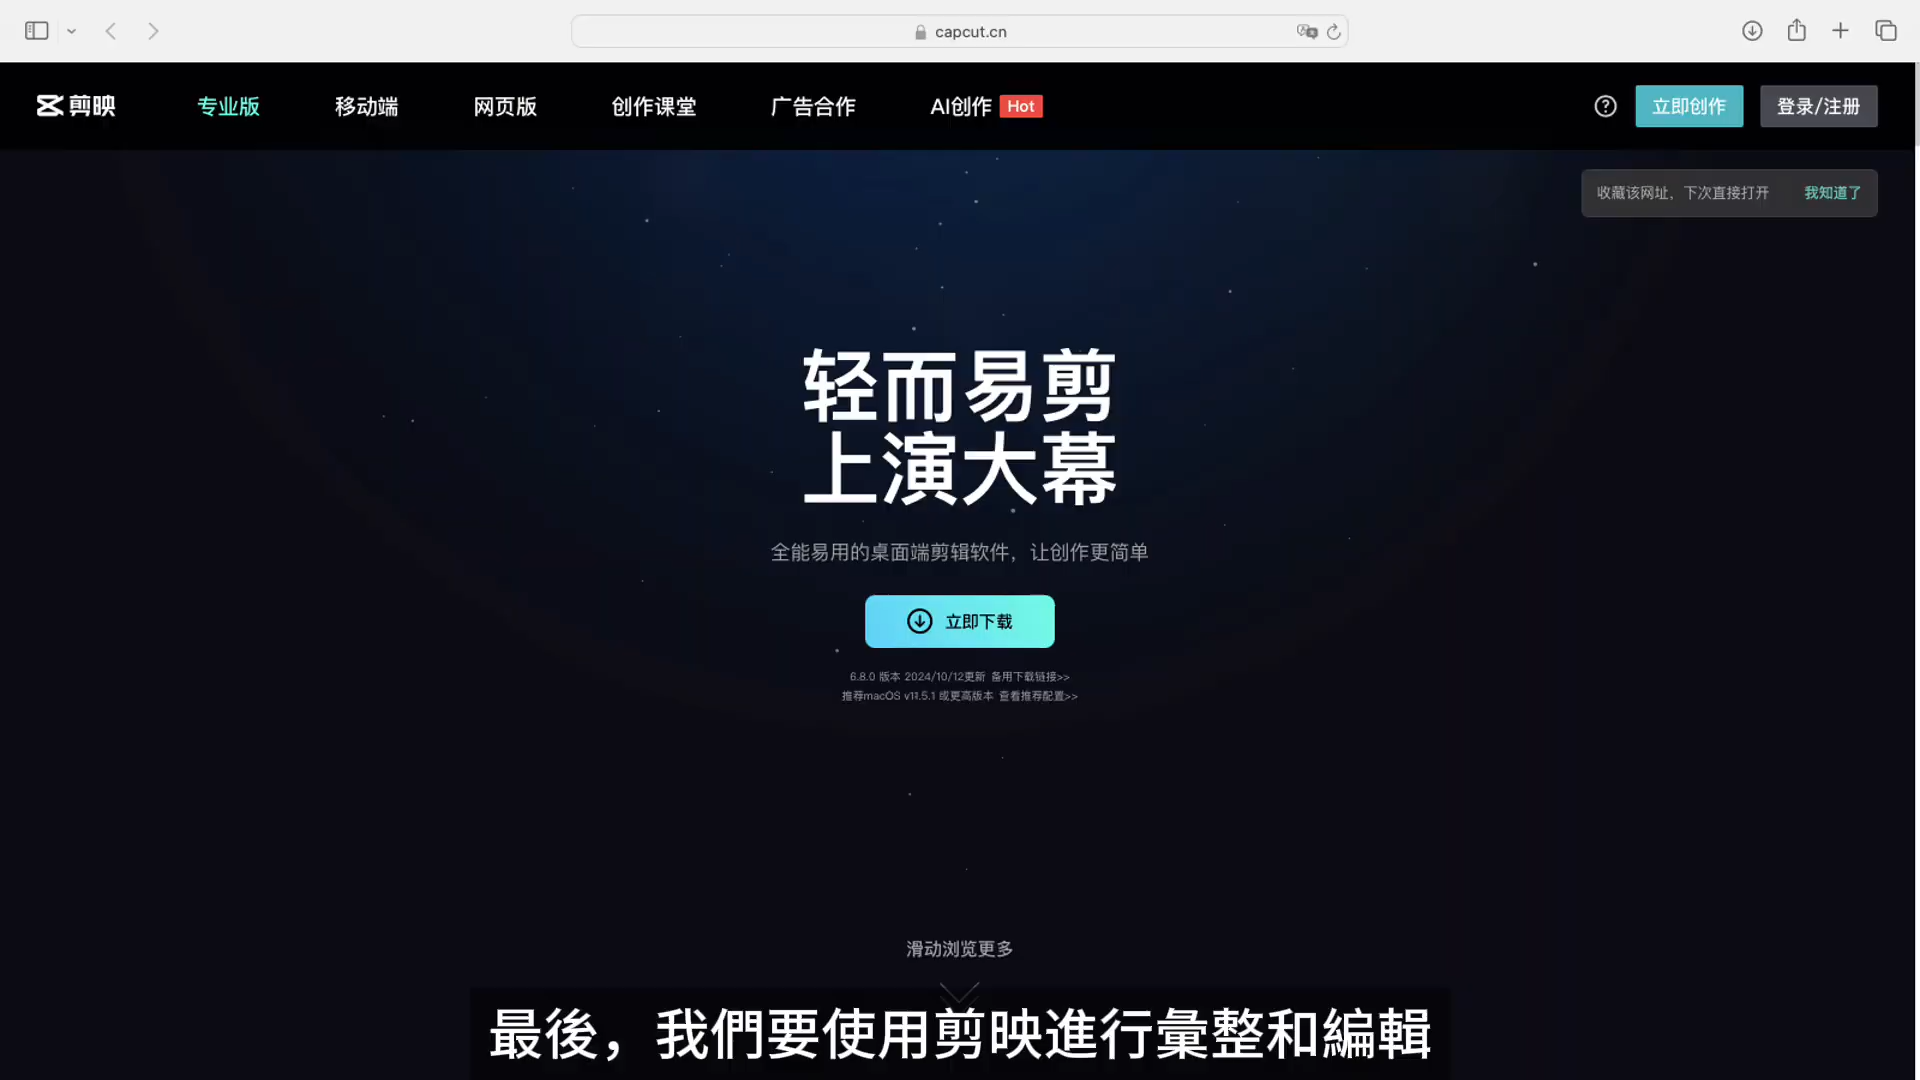 capcut.cn
剪映
专业版
移动端
网页版
创作课堂
广告合作
AI创作 Hot
立即创作
登录/注册
收藏该网址，下次直接打开 我知道了
轻而易剪
上演大幕
全能易用的桌面端剪辑软件，让创作更简单
立即下载
6.8.0 版本 2024/10/12更新 备用下载链接>>
推荐macOS v11.5.1 或更高版本 查看推荐配置>>
滑动浏览更多
最後，我們要使用剪映進行彙整和編輯